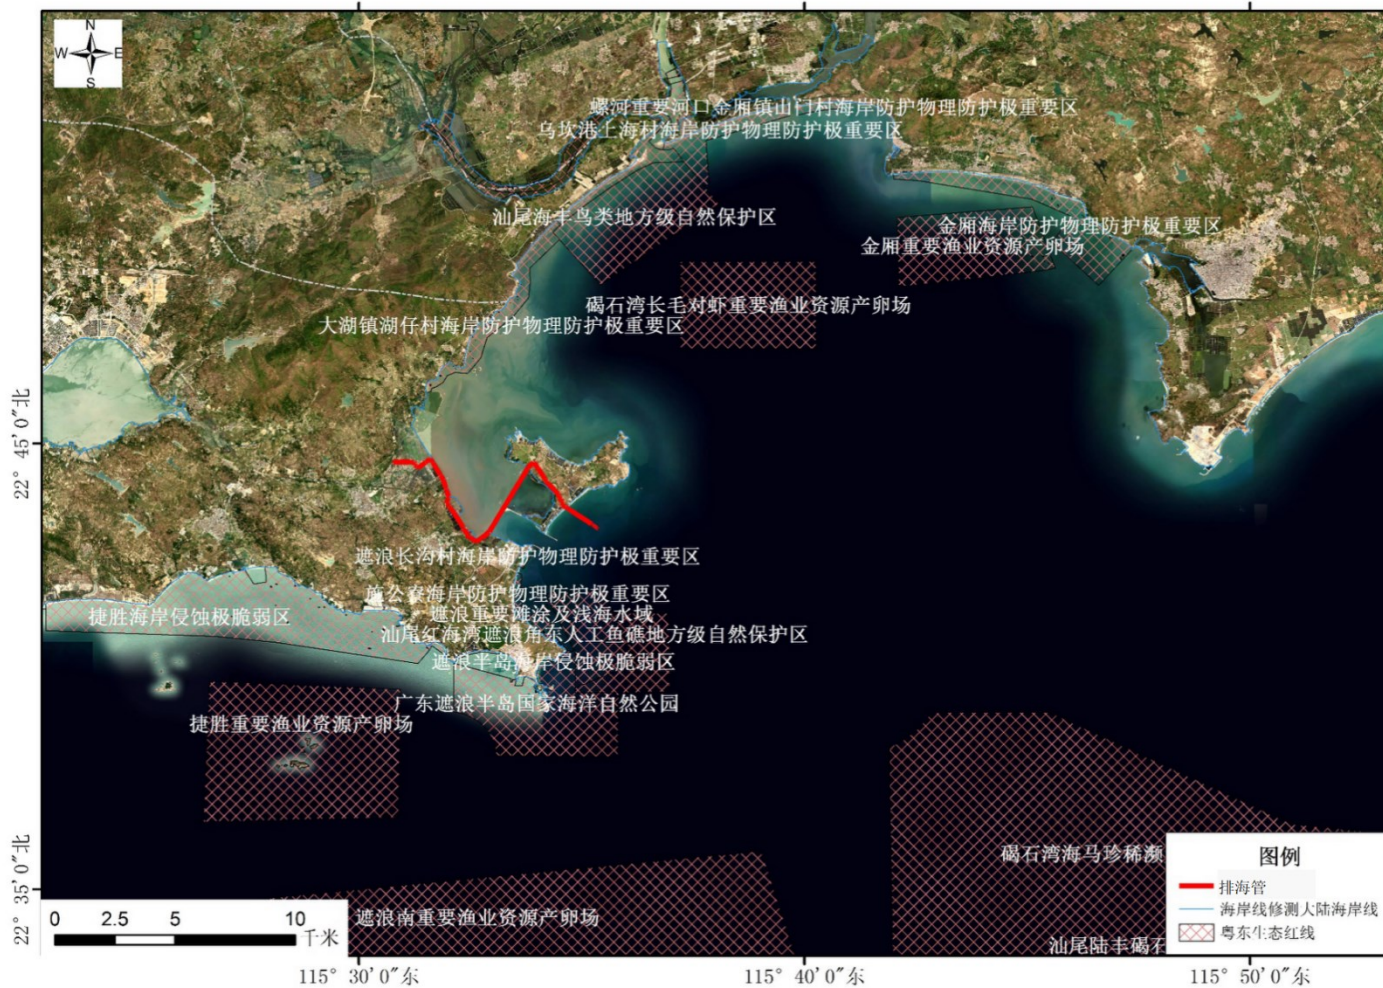 N
W E
S
螺河重要河口金厢镇山门村海岸防护物理防护极重要区
乌坎港上海村海岸防护物理防护极重要区
汕尾海丰鸟类地方级自然保护区
金厢海岸防护物理防护极重要区
金厢重要渔业资源产卵场
碣石湾长毛对虾重要渔业资源产卵场
大湖镇湖仔村海岸防护物理防护极重要区
22° 45′0″北
遮浪长沟村海岸防护物理防护极重要区
施公寮海岸防护物理防护极重要区
捷胜海岸侵蚀极脆弱区
遮浪重要滩涂及浅海水域
汕尾红海湾遮浪角东人工鱼礁地方级自然保护区
遮浪半岛海岸侵蚀极脆弱区
广东遮浪半岛国家海洋自然公园
捷胜重要渔业资源产卵场
碣石湾海马珍稀濒
22° 35′0″北
遮浪南重要渔业资源产卵场
汕尾陆丰碣石
图例
排海管
海岸线修测大陆海岸线
粤东生态红线
0 2.5 5 10
千米
115° 30′0″东
115° 40′0″东
115° 50′0″东